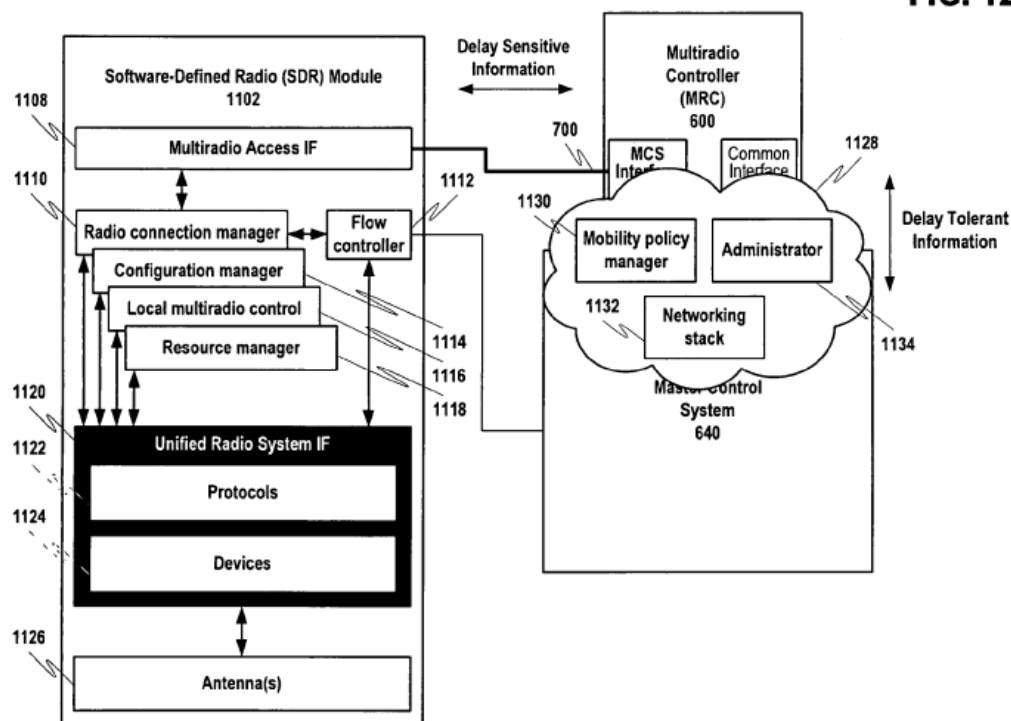 FIG. 12
Software-Defined Radio (SDR) Module
1102
1108
Multiradio Access IF
1110
Radio connection manager
1112
Flow
controller
Configuration manager
Local multiradio control
Resource manager
1114
1116
1118
1120
Unified Radio System IF
1122
Protocols
1124
Devices
1126
Antenna(s)
Delay Sensitive
Information
700
Multiradio
Controller
(MRC)
600
MCS
Common
Interface
1128
1130
Mobility policy
manager
Administrator
Delay Tolerant
Information
1132
Networking
stack
1134
Master Control
System
640